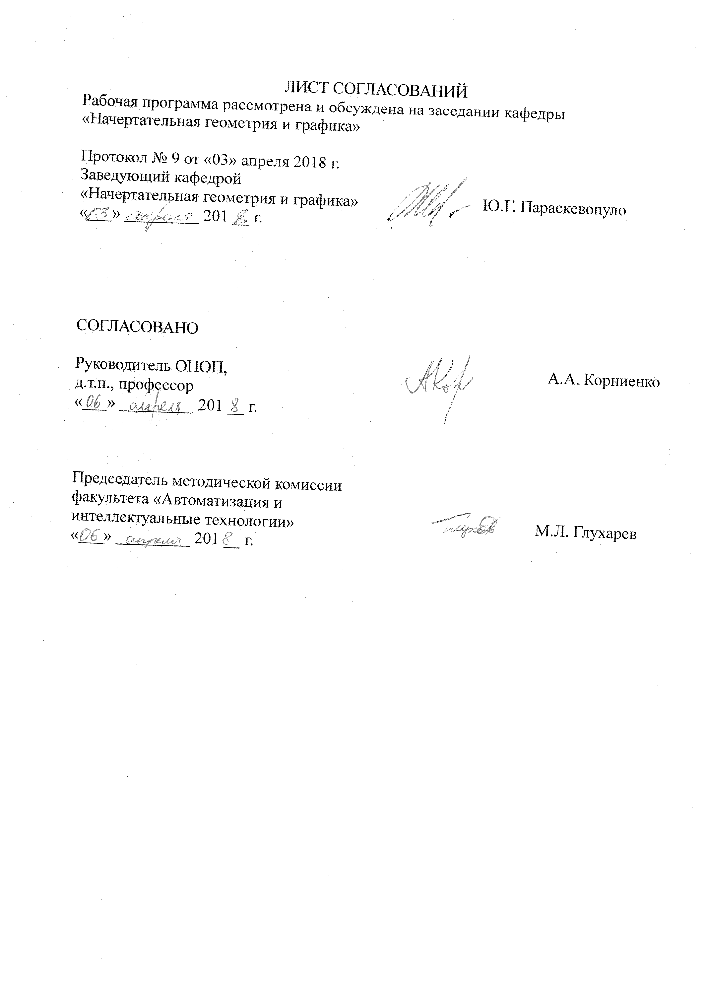 ЛИСТ СОГЛАСОВАНИЙ
Рабочая программа рассмотрена и обсуждена на заседании кафедры
«Начертательная геометрия и графика»
Протокол № 9 от «03» апреля 2018 г.
Заведующий кафедрой
«Начертательная геометрия и графика»
«03» апреля 2018 г. Ю.Г. Параскевопуло
СОГЛАСОВАНО
Руководитель ОПОП,
д.т.н., профессор А.А. Корниенко
«06» апреля 2018 г.
Председатель методической комиссии
факультета «Автоматизация и
интеллектуальные технологии» М.Л. Глухарев
«06» апреля 2018 г.